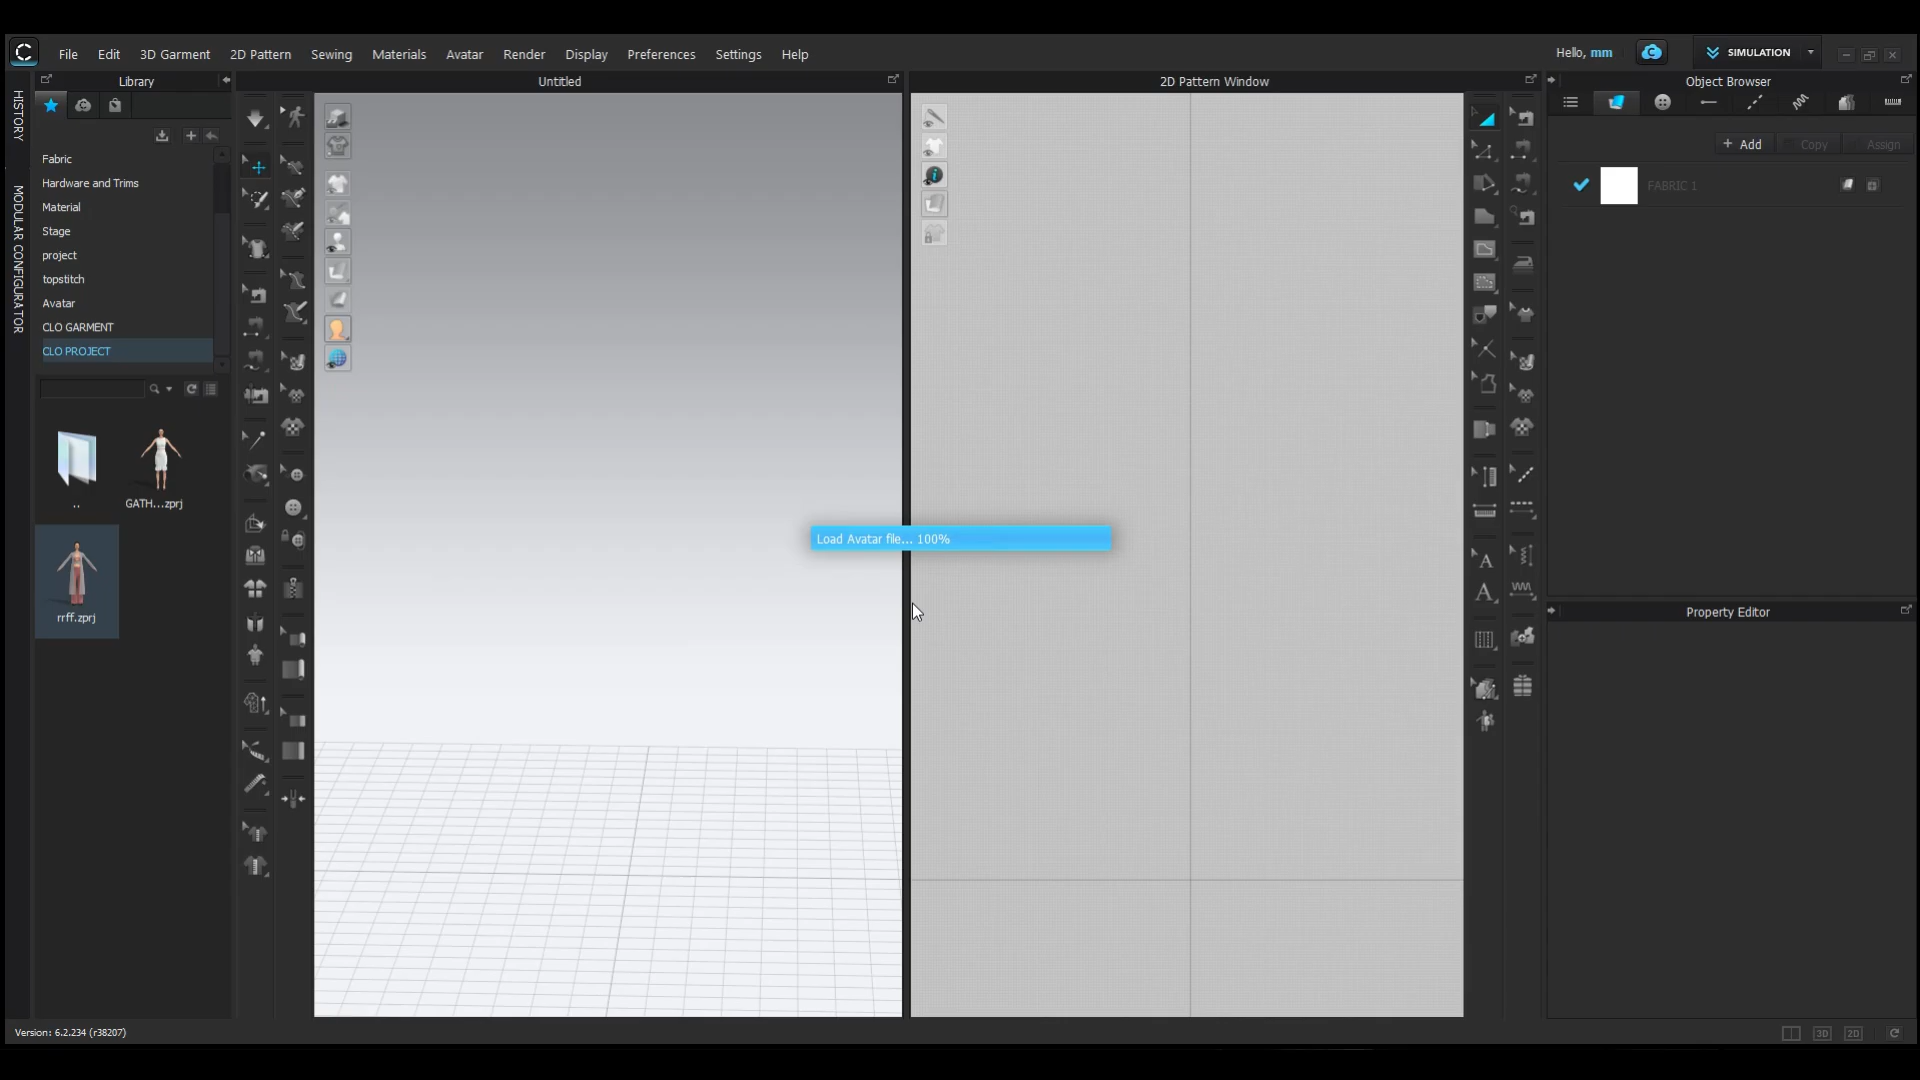 File Edit 3D Garment 2D Pattern Sewing Materials Avatar Render Display Preferences Settings Help
Hello, mm
SIMULATION
Library
Untitled
2D Pattern Window
Object Browser
HISTORY
MODULAR CONFIGURATOR
Fabric
Hardware and Trims
Material
Stage
project
topstitch
Avatar
CLO GARMENT
CLO PROJECT
..
GATH...zprj
rrff.zprj
Load Avatar file... 100%
+ Add
Copy
Assign
FABRIC 1
Property Editor
Version: 6.2.234 (r38207)
3D
2D